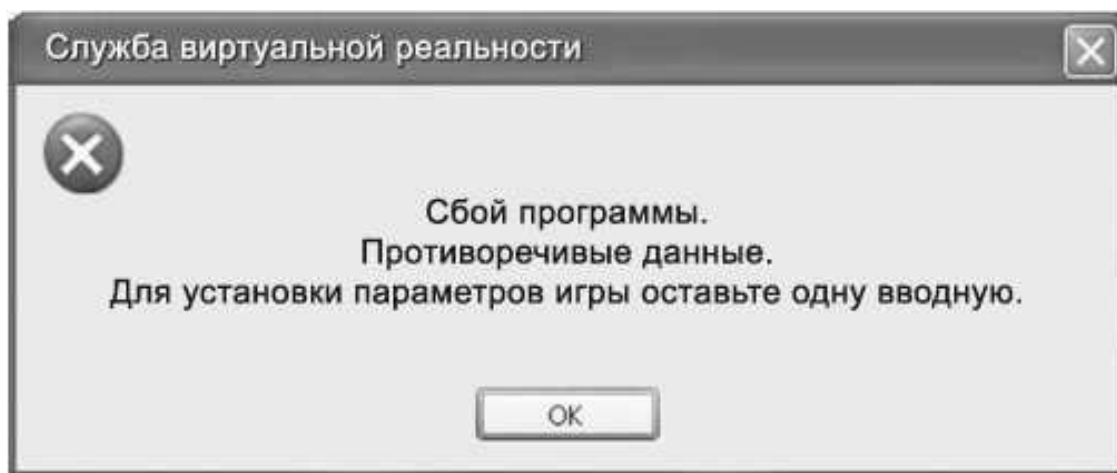 Служба виртуальной реальности
Сбой программы.
Противоречивые данные.
Для установки параметров игры оставьте одну вводную.
OK